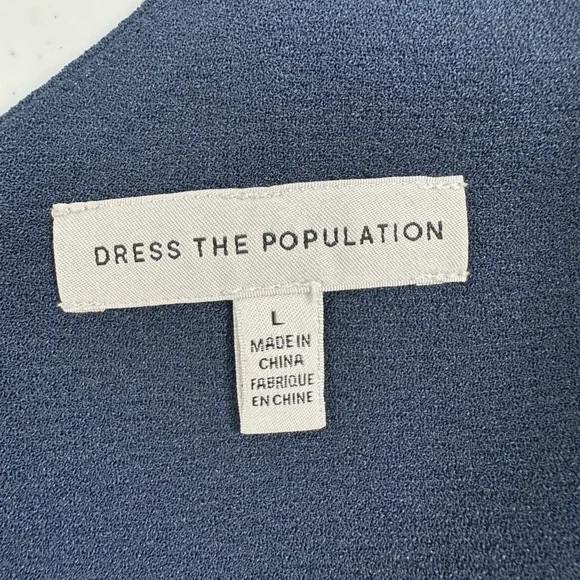 DRESS THE POPULATION
L
MADE IN
CHINA
FABRIQUE
EN CHINE